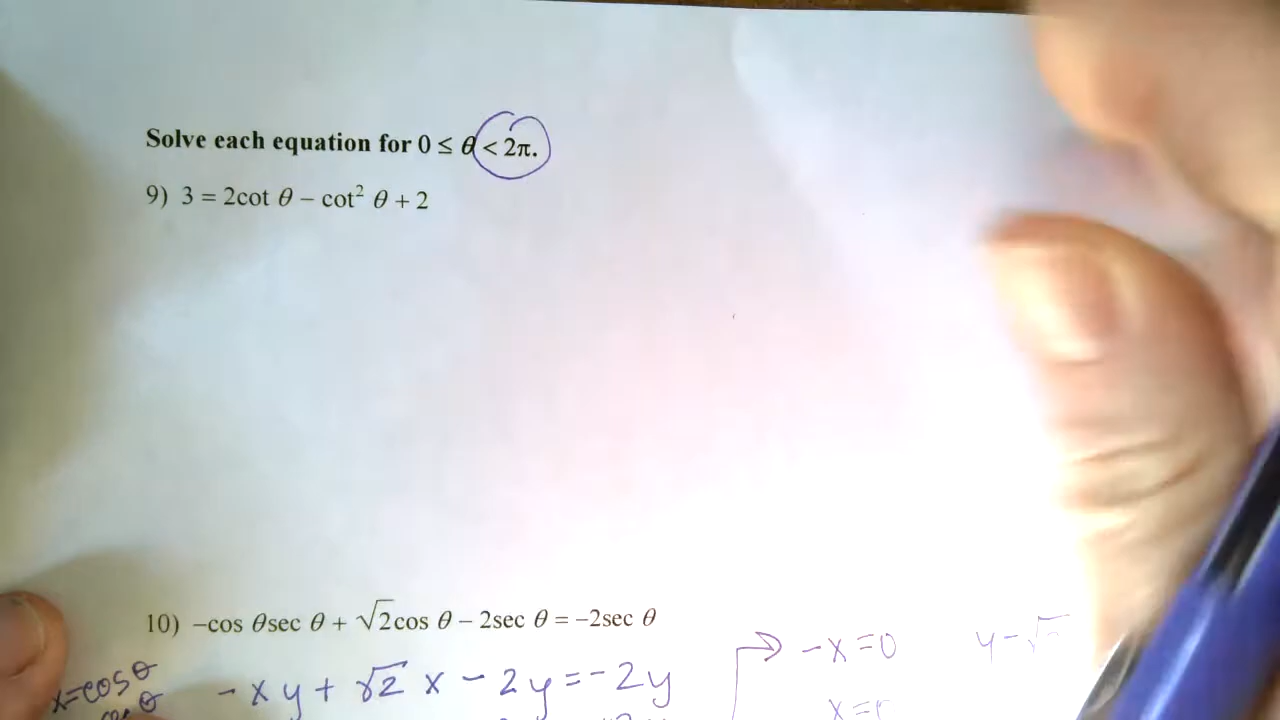 Solve each equation for 0 ≤ θ < 2π.
9) 3 = 2cot θ − cot² θ + 2
10) −cos θsec θ + √2cos θ − 2sec θ = −2sec θ
x=cosθ
θ
-xy + √2 x - 2y = -2y
-x=0
y-√
x=